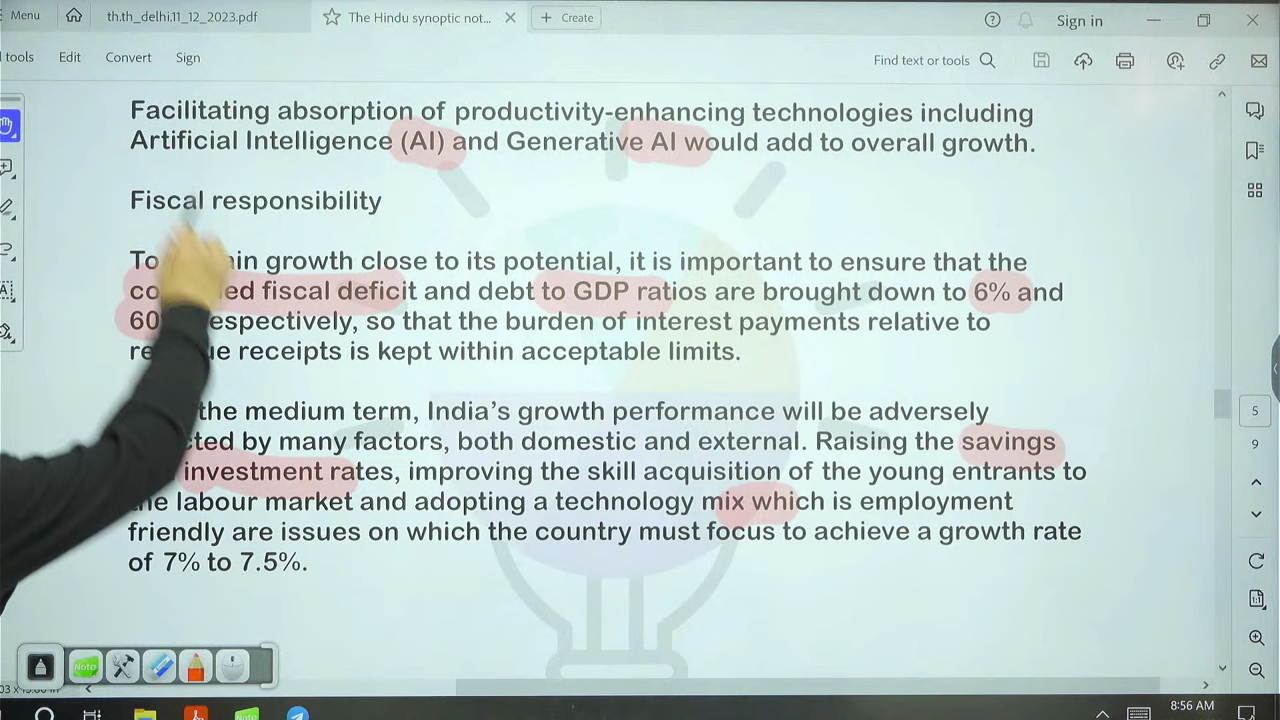 Menu
th.th_delhi.11_12_2023.pdf
The Hindu synoptic not...
Create
Sign in
tools
Edit
Convert
Sign
Find text or tools
Facilitating absorption of productivity-enhancing technologies including
Artificial Intelligence (AI) and Generative AI would add to overall growth.
Fiscal responsibility
growth close to its potential, it is important to ensure that the
fiscal deficit and debt to GDP ratios are brought down to 6% and
60 respectively, so that the burden of interest payments relative to
receipts is kept within acceptable limits.
the medium term, India's growth performance will be adversely
by many factors, both domestic and external. Raising the savings
investment rates, improving the skill acquisition of the young entrants to
the labour market and adopting a technology mix which is employment
friendly are issues on which the country must focus to achieve a growth rate
of 7% to 7.5%.
5
9
1:1
Note
Note
8:56 AM